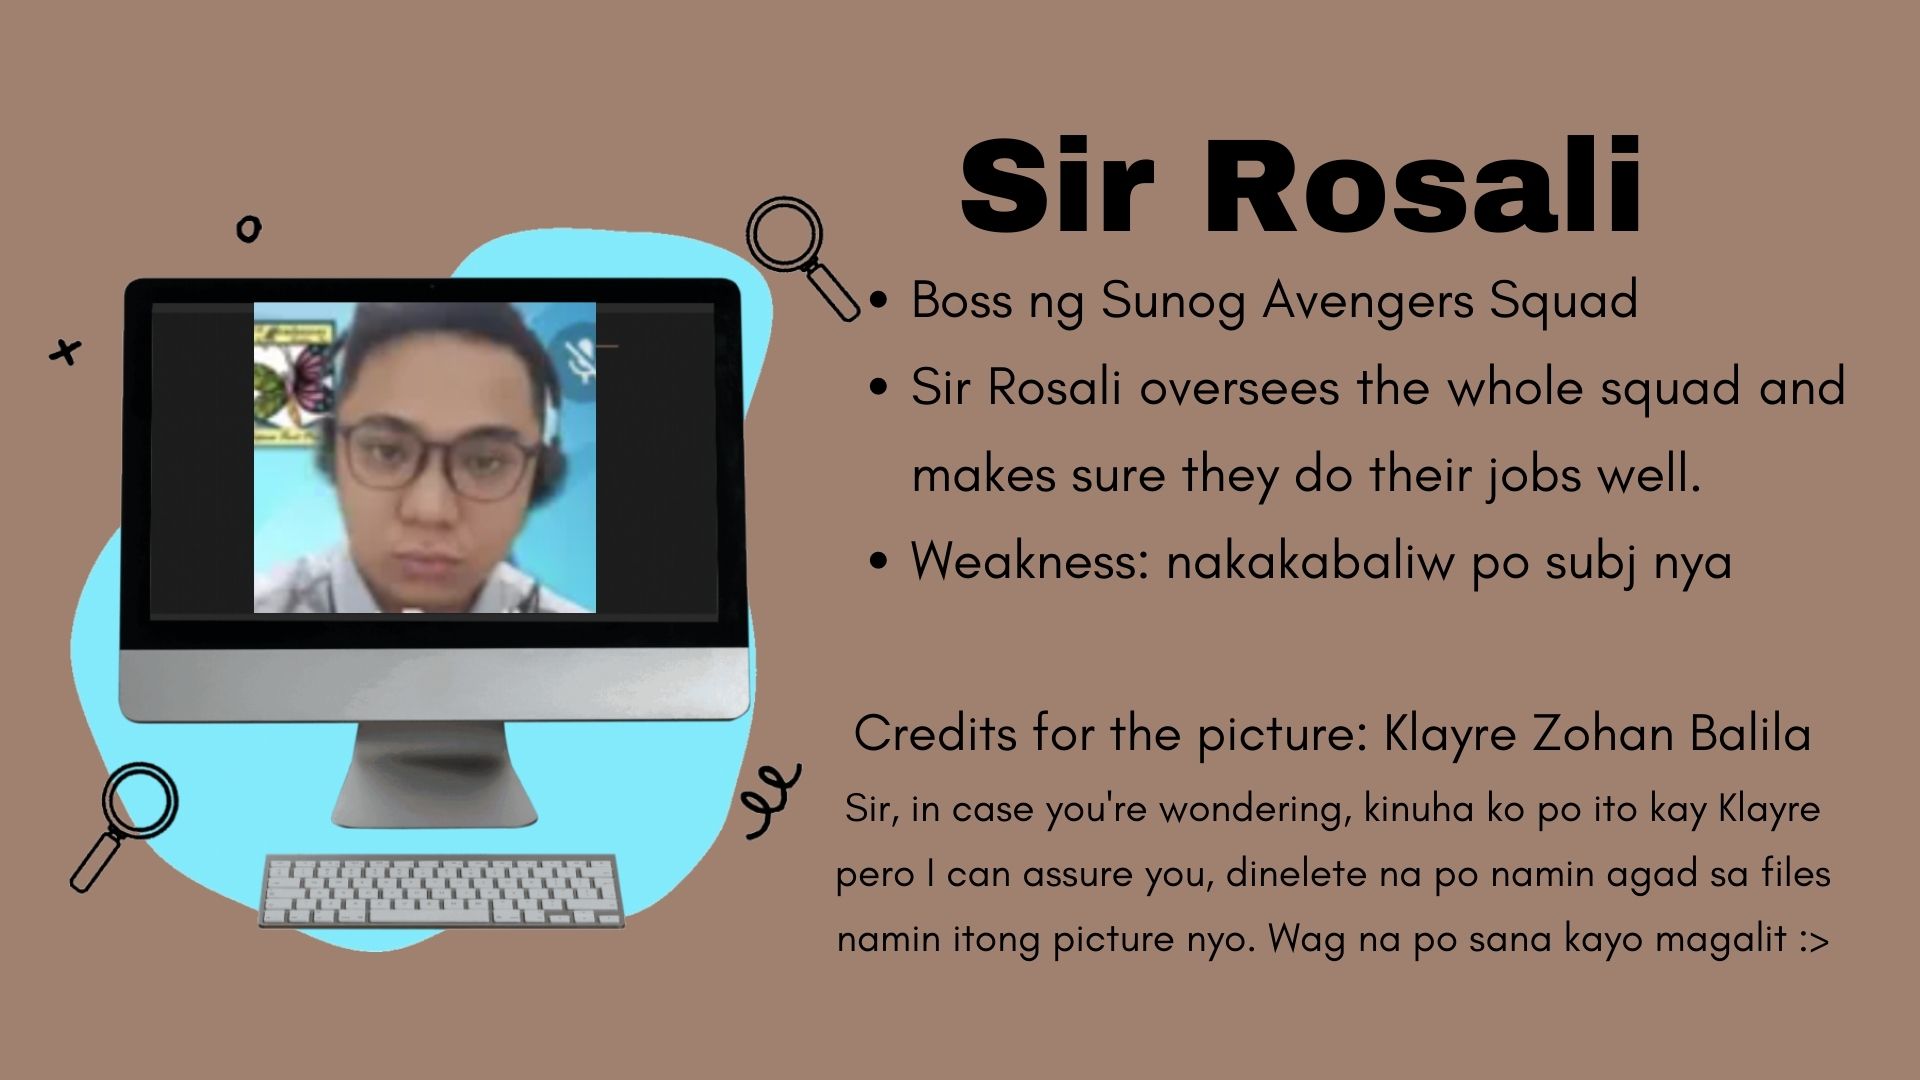 Sir Rosali
• Boss ng Sunog Avengers Squad
• Sir Rosali oversees the whole squad and
makes sure they do their jobs well.
• Weakness: nakakabaliw po subj nya
Credits for the picture: Klayre Zohan Balila
Sir, in case you're wondering, kinuha ko po ito kay Klayre
pero I can assure you, dinelete na po namin agad sa files
namin itong picture nyo. Wag na po sana kayo magalit :>